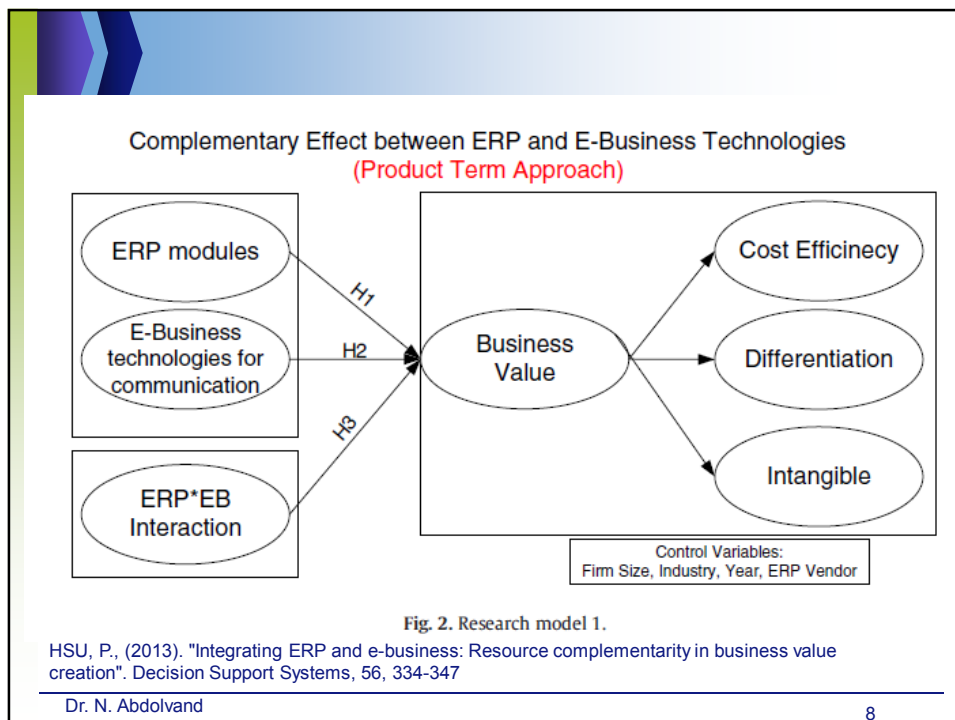 Complementary Effect between ERP and E-Business Technologies
(Product Term Approach)
ERP modules
E-Business
technologies for
communication
ERP*EB
Interaction
H1
H2
H3
Business
Value
Cost Efficinecy
Differentiation
Intangible
Control Variables:
Firm Size, Industry, Year, ERP Vendor
Fig. 2. Research model 1.
HSU, P., (2013). "Integrating ERP and e-business: Resource complementarity in business value
creation". Decision Support Systems, 56, 334-347
Dr. N. Abdolvand
8